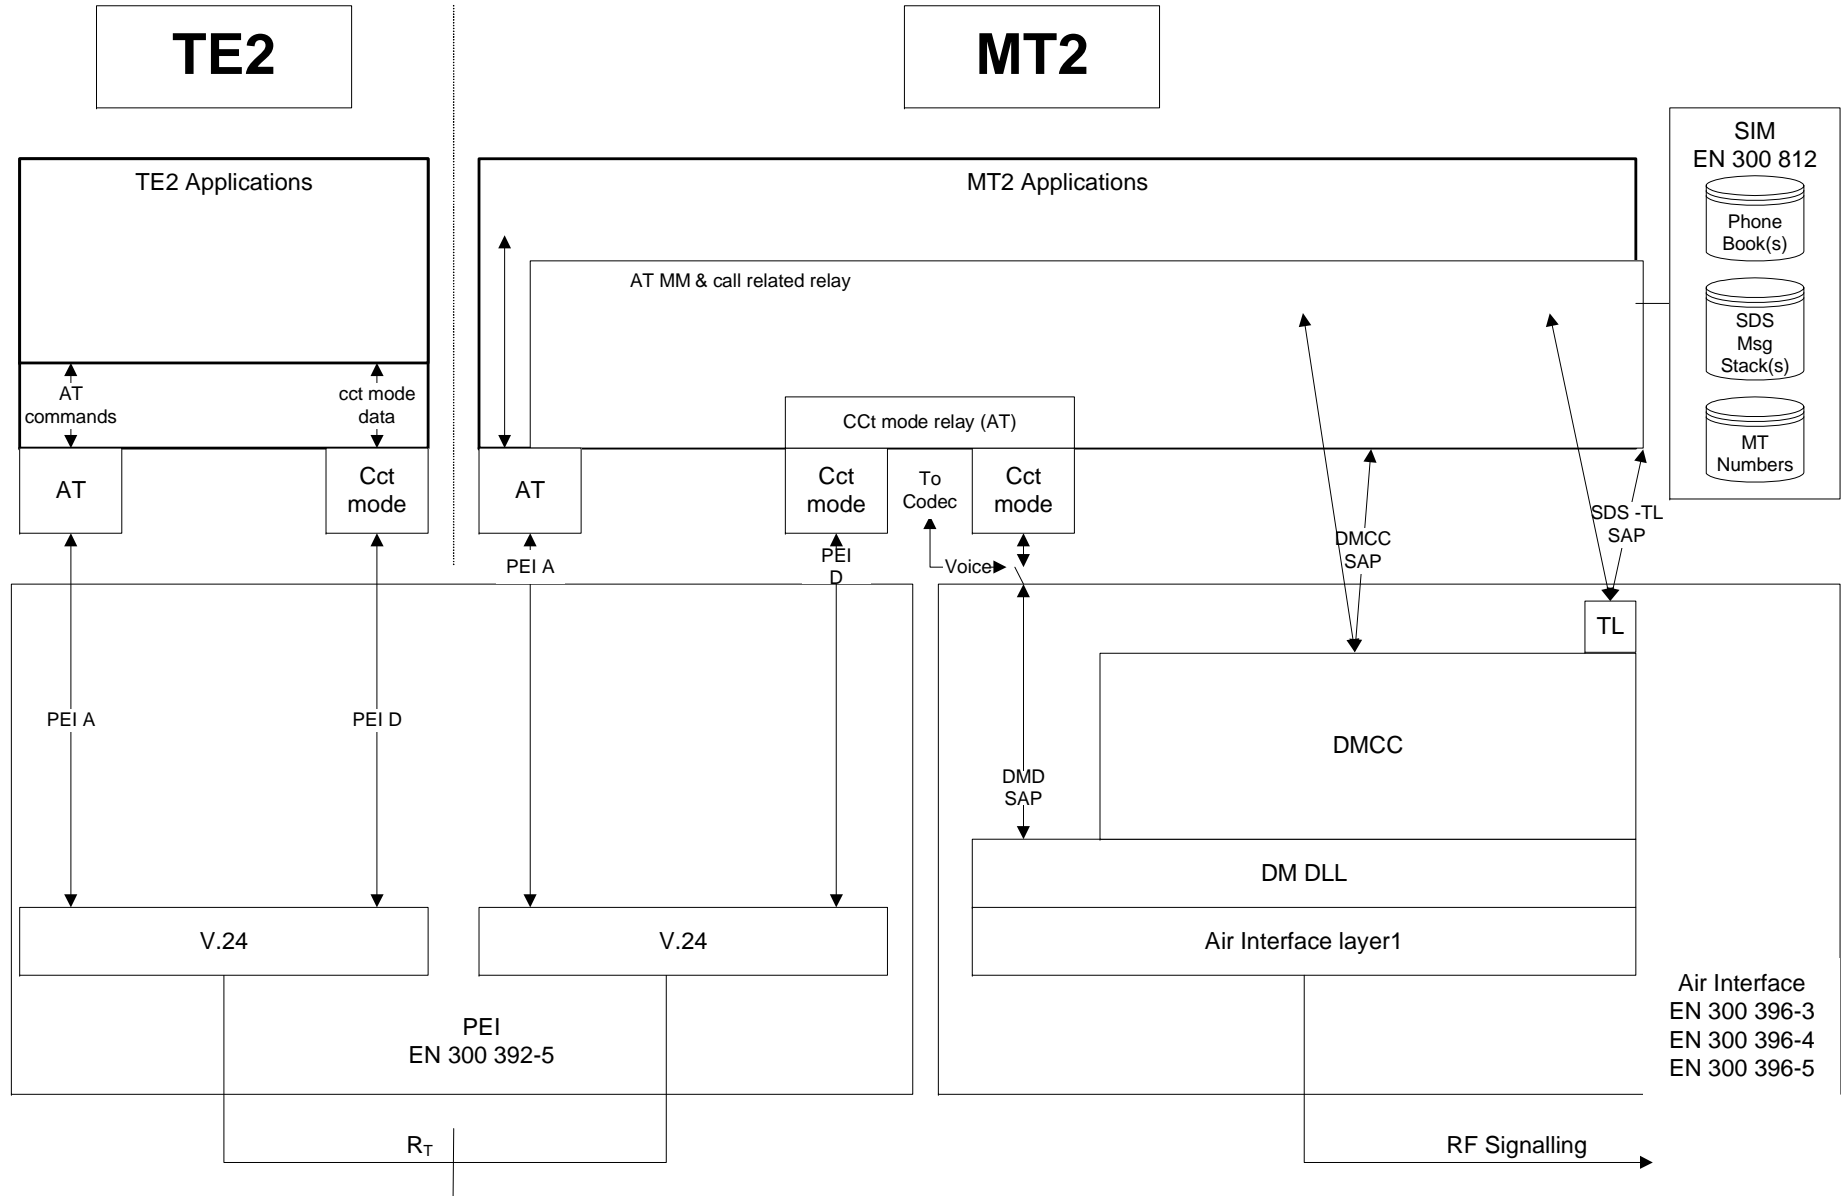 TE2
MT2
SIM
EN 300 812
Phone
Book(s)
SDS
Msg
Stack(s)
MT
Numbers
TE2 Applications
MT2 Applications
AT MM & call related relay
AT
commands
cct mode
data
CCt mode relay (AT)
AT
Cct
mode
AT
Cct
mode
To
Codec
Cct
mode
PEI A
PEI
D
Voice
DMCC
SAP
SDS -TL
SAP
TL
PEI A
PEI D
DMCC
DMD
SAP
DM DLL
V.24
V.24
Air Interface layer1
PEI
EN 300 392-5
Air Interface
EN 300 396-3
EN 300 396-4
EN 300 396-5
RT
RF Signalling